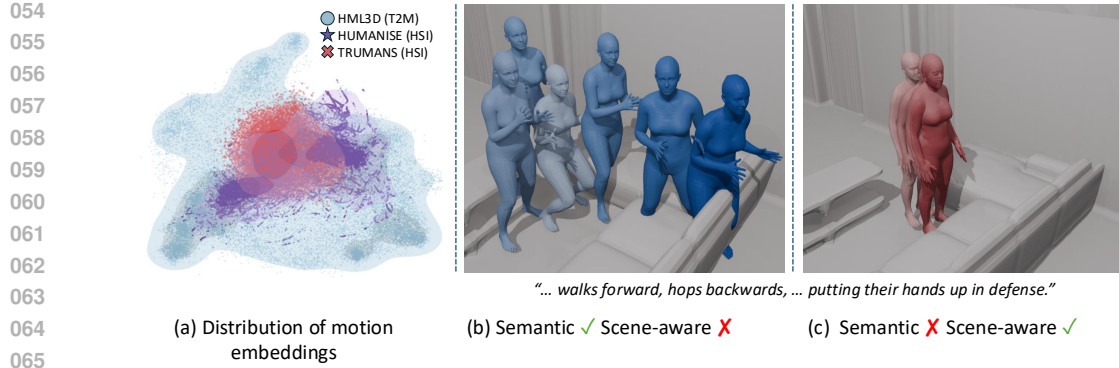 054
055
056
057
058
059
060
061
062
063
064
065
HML3D (T2M)
HUMANISE (HSI)
TRUMANS (HSI)
"... walks forward, hops backwards, ... putting their hands up in defense."
(a) Distribution of motion
embeddings
(b) Semantic ✓ Scene-aware ✗
(c) Semantic ✗ Scene-aware ✓